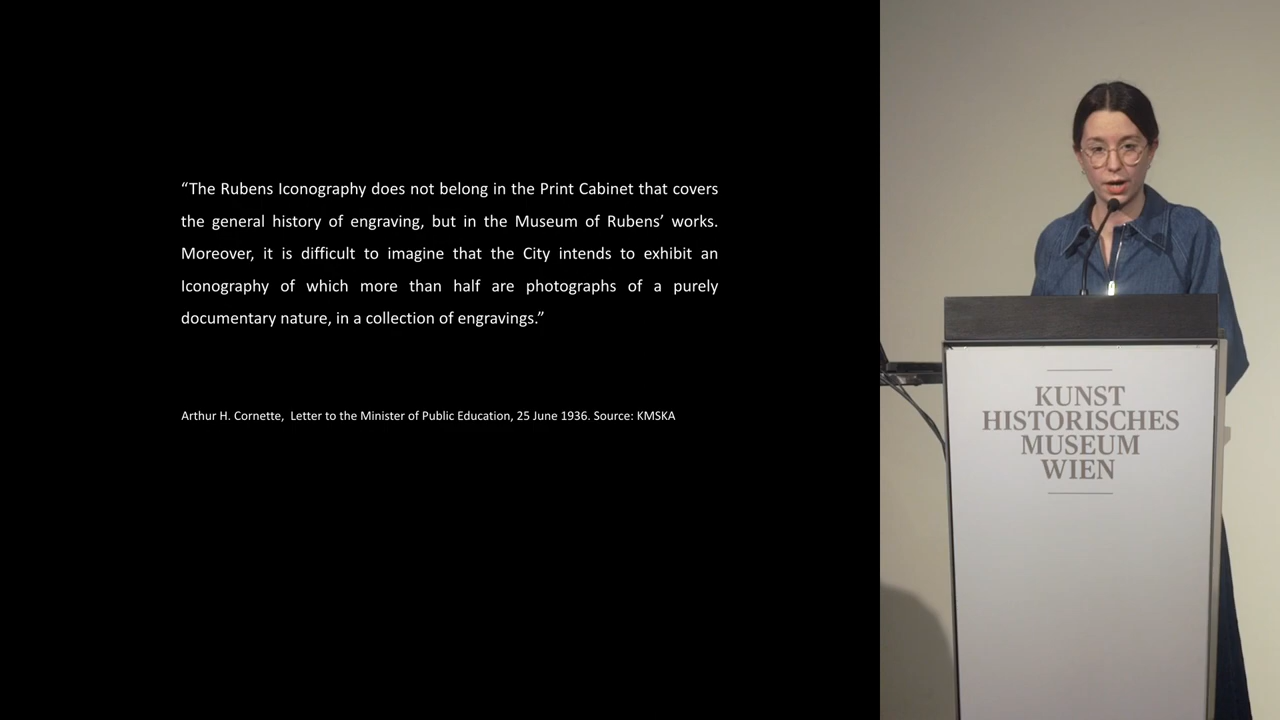 “The Rubens Iconography does not belong in the Print Cabinet that covers
the general history of engraving, but in the Museum of Rubens’ works.
Moreover, it is difficult to imagine that the City intends to exhibit an
Iconography of which more than half are photographs of a purely
documentary nature, in a collection of engravings.”
Arthur H. Cornette,  Letter to the Minister of Public Education, 25 June 1936. Source: KMSKA
KUNST
HISTORISCHES
MUSEUM
WIEN